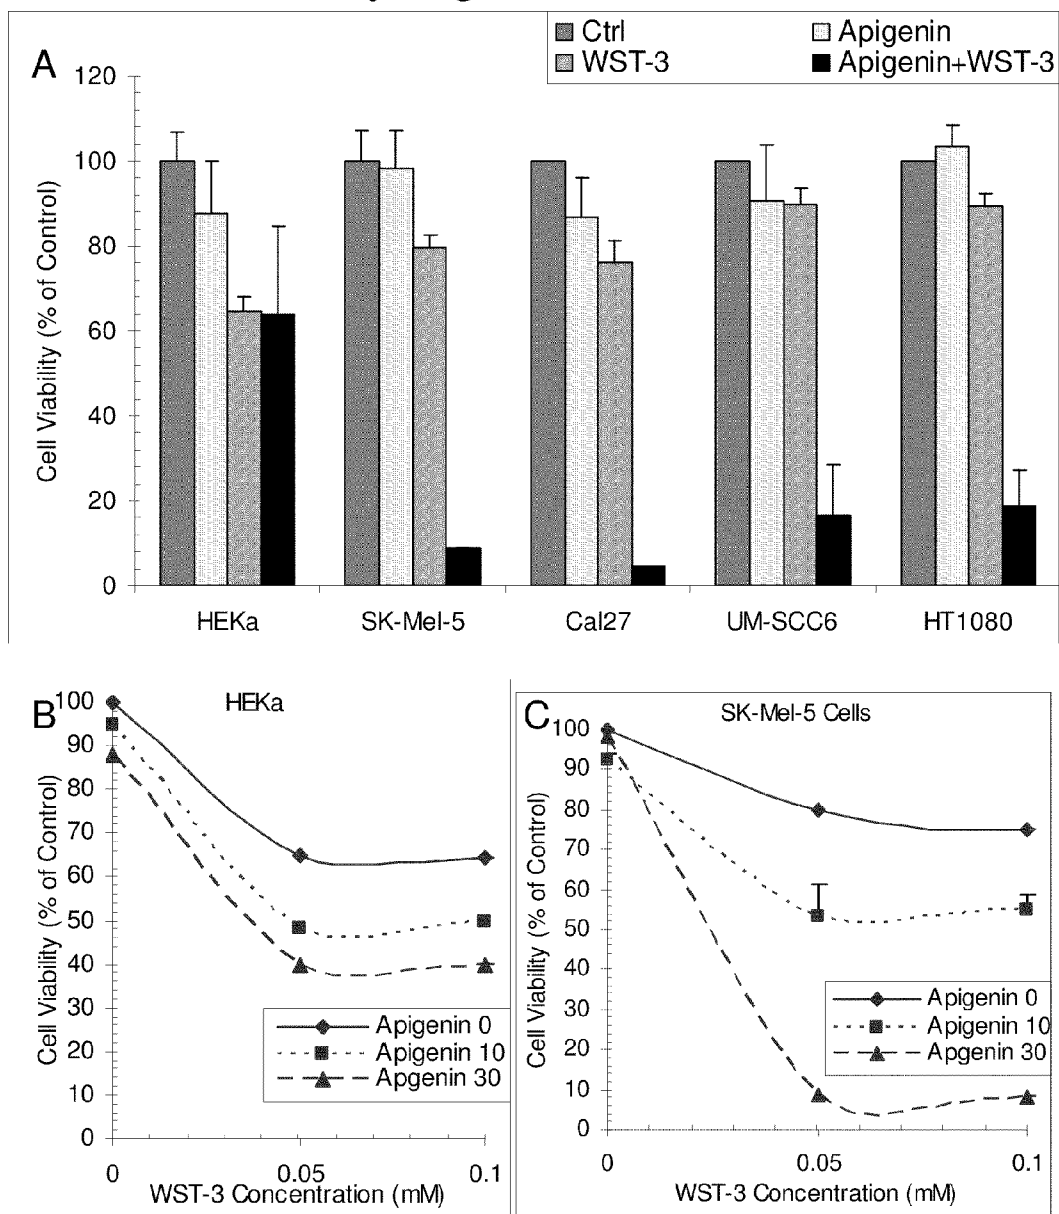 Ctrl
Apigenin
WST-3
Apigenin+WST-3
A
120
100
80
60
40
20
0
Cell Viability (% of Control)
HEKa
SK-Mel-5
Cal27
UM-SCC6
HT1080
B
HEKa
100
90
80
70
60
50
40
30
20
10
0
Cell Viability (% of Control)
Apigenin 0
Apigenin 10
Apgenin 30
0
0.05
0.1
WST-3 Concentration (mM)
C
SK-Mel-5 Cells
100
90
80
70
60
50
40
30
20
10
0
Cell Viability (% of Control)
Apigenin 0
Apigenin 10
Apgenin 30
0
0.05
0.1
WST-3 Concentration (mM)